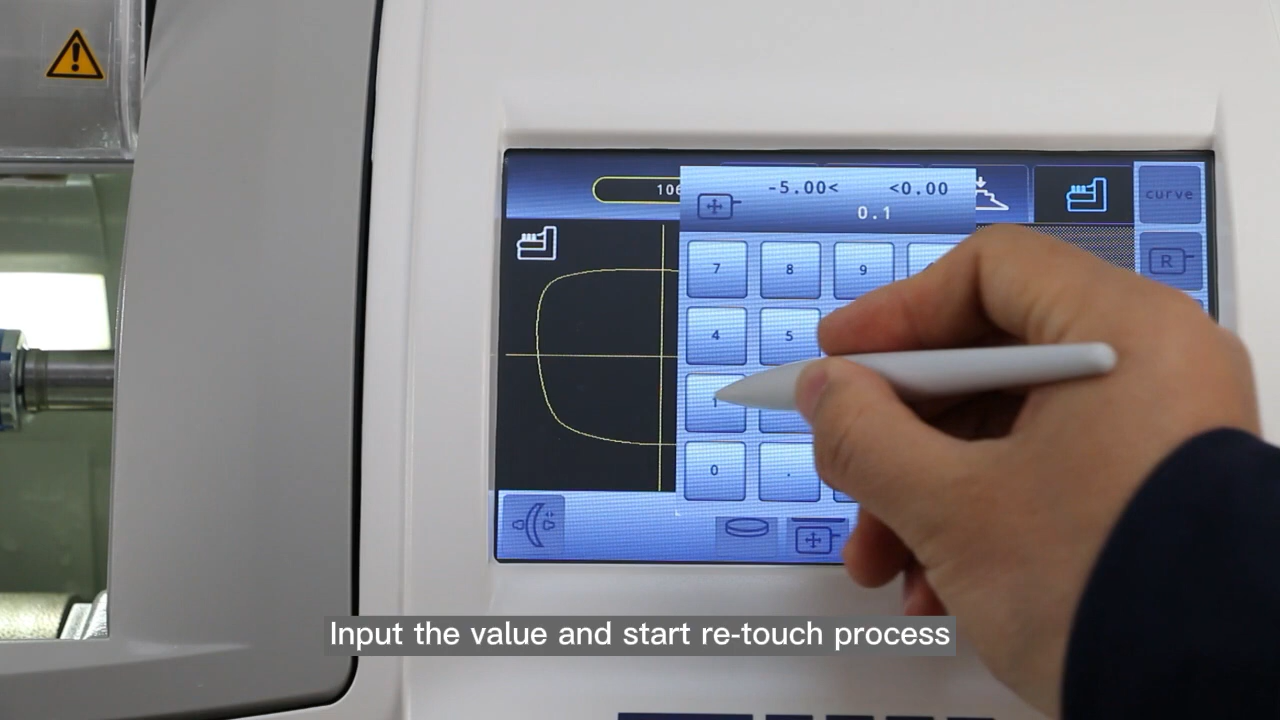 106
-5.00< <0.00
0.1
curve
R
7 8 9
4 5
1
0 .
Input the value and start re-touch process